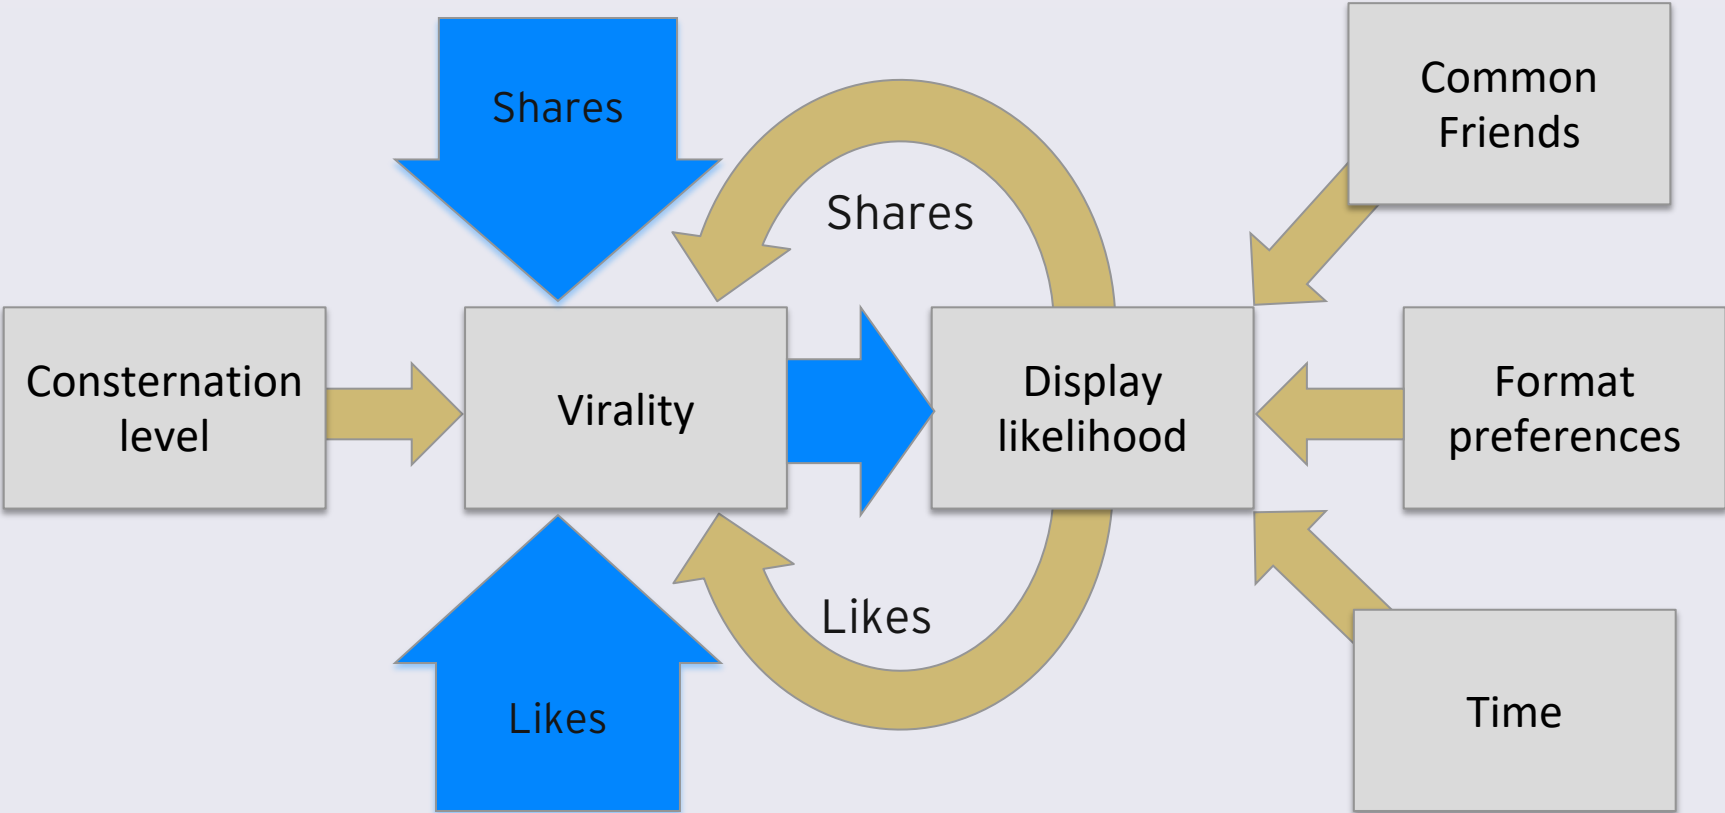 Shares
Common
Friends
Shares
Consternation
level
Virality
Display
likelihood
Format
preferences
Likes
Likes
Time